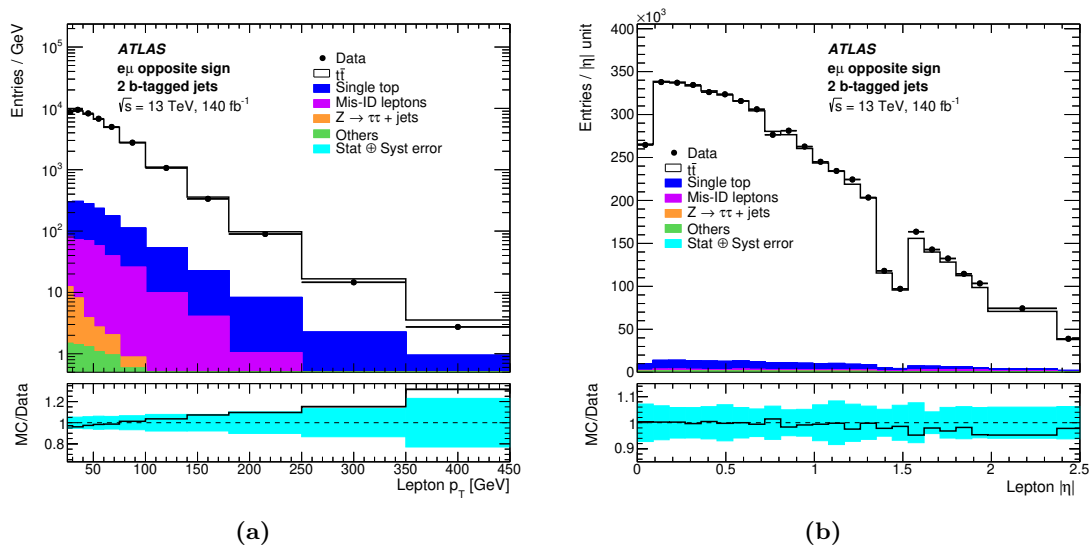 Entries / GeV
10⁵
10⁴
10³
10²
10
1
ATLAS
eμ opposite sign
2 b-tagged jets
√s = 13 TeV, 140 fb⁻¹
Data
tt̄
Single top
Mis-ID leptons
Z → ττ + jets
Others
Stat ⊕ Syst error
MC/Data
1.2
1
0.8
50 100 150 200 250 300 350 400 450
Lepton p_T [GeV]
(a)
Entries / |η| unit
×10³
400
350
300
250
200
150
100
50
0
ATLAS
eμ opposite sign
2 b-tagged jets
√s = 13 TeV, 140 fb⁻¹
Data
tt̄
Single top
Mis-ID leptons
Z → ττ + jets
Others
Stat ⊕ Syst error
MC/Data
1.1
1
0.9
0 0.5 1 1.5 2 2.5
Lepton |η|
(b)